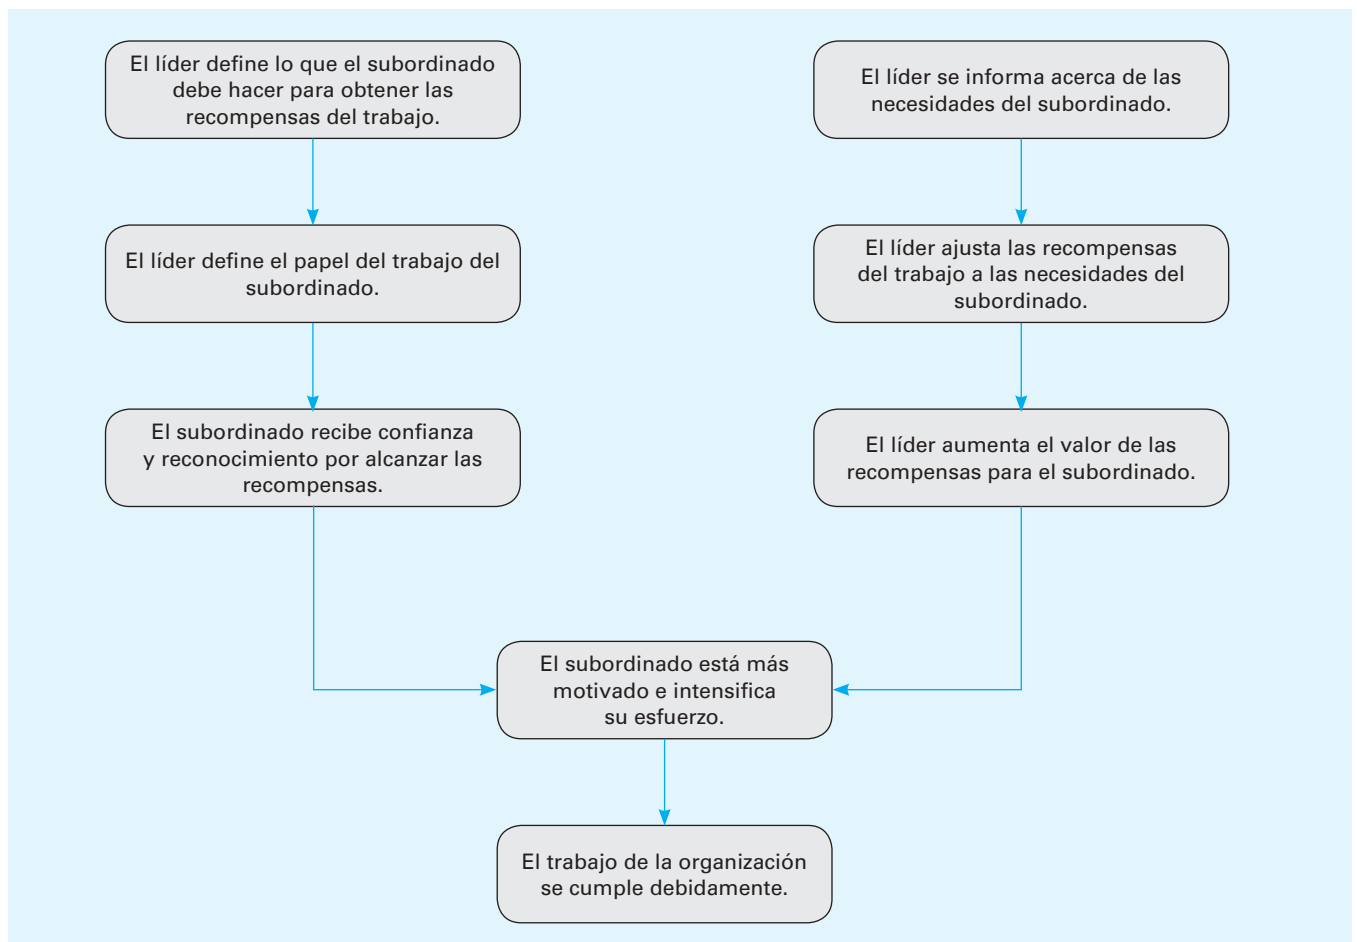 El líder define lo que el subordinado
debe hacer para obtener las
recompensas del trabajo.
El líder se informa acerca de las
necesidades del subordinado.
El líder define el papel del trabajo del
subordinado.
El líder ajusta las recompensas
del trabajo a las necesidades del
subordinado.
El subordinado recibe confianza
y reconocimiento por alcanzar las
recompensas.
El líder aumenta el valor de las
recompensas para el subordinado.
El subordinado está más
motivado e intensifica
su esfuerzo.
El trabajo de la organización
se cumple debidamente.